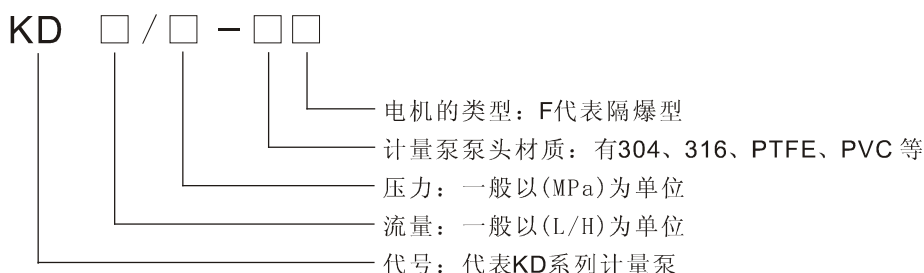 KD □/□-□□
电机的类型：F代表隔爆型
计量泵泵头材质：有304、316、PTFE、PVC 等
压力：一般以(MPa)为单位
流量：一般以(L/H)为单位
代号：代表KD系列计量泵